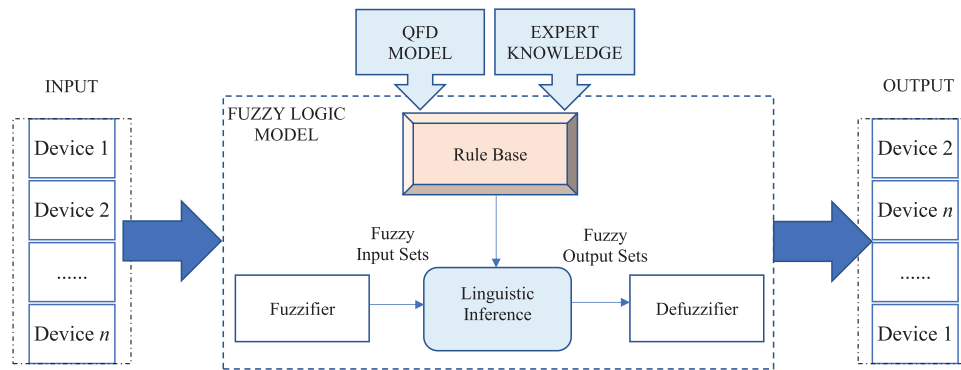 QFD
MODEL
EXPERT
KNOWLEDGE
INPUT
OUTPUT
FUZZY LOGIC
MODEL
Rule Base
Device 1
Device 2
......
Device n
Fuzzy
Input Sets
Fuzzy
Output Sets
Fuzzifier
Linguistic
Inference
Defuzzifier
Device 2
Device n
......
Device 1